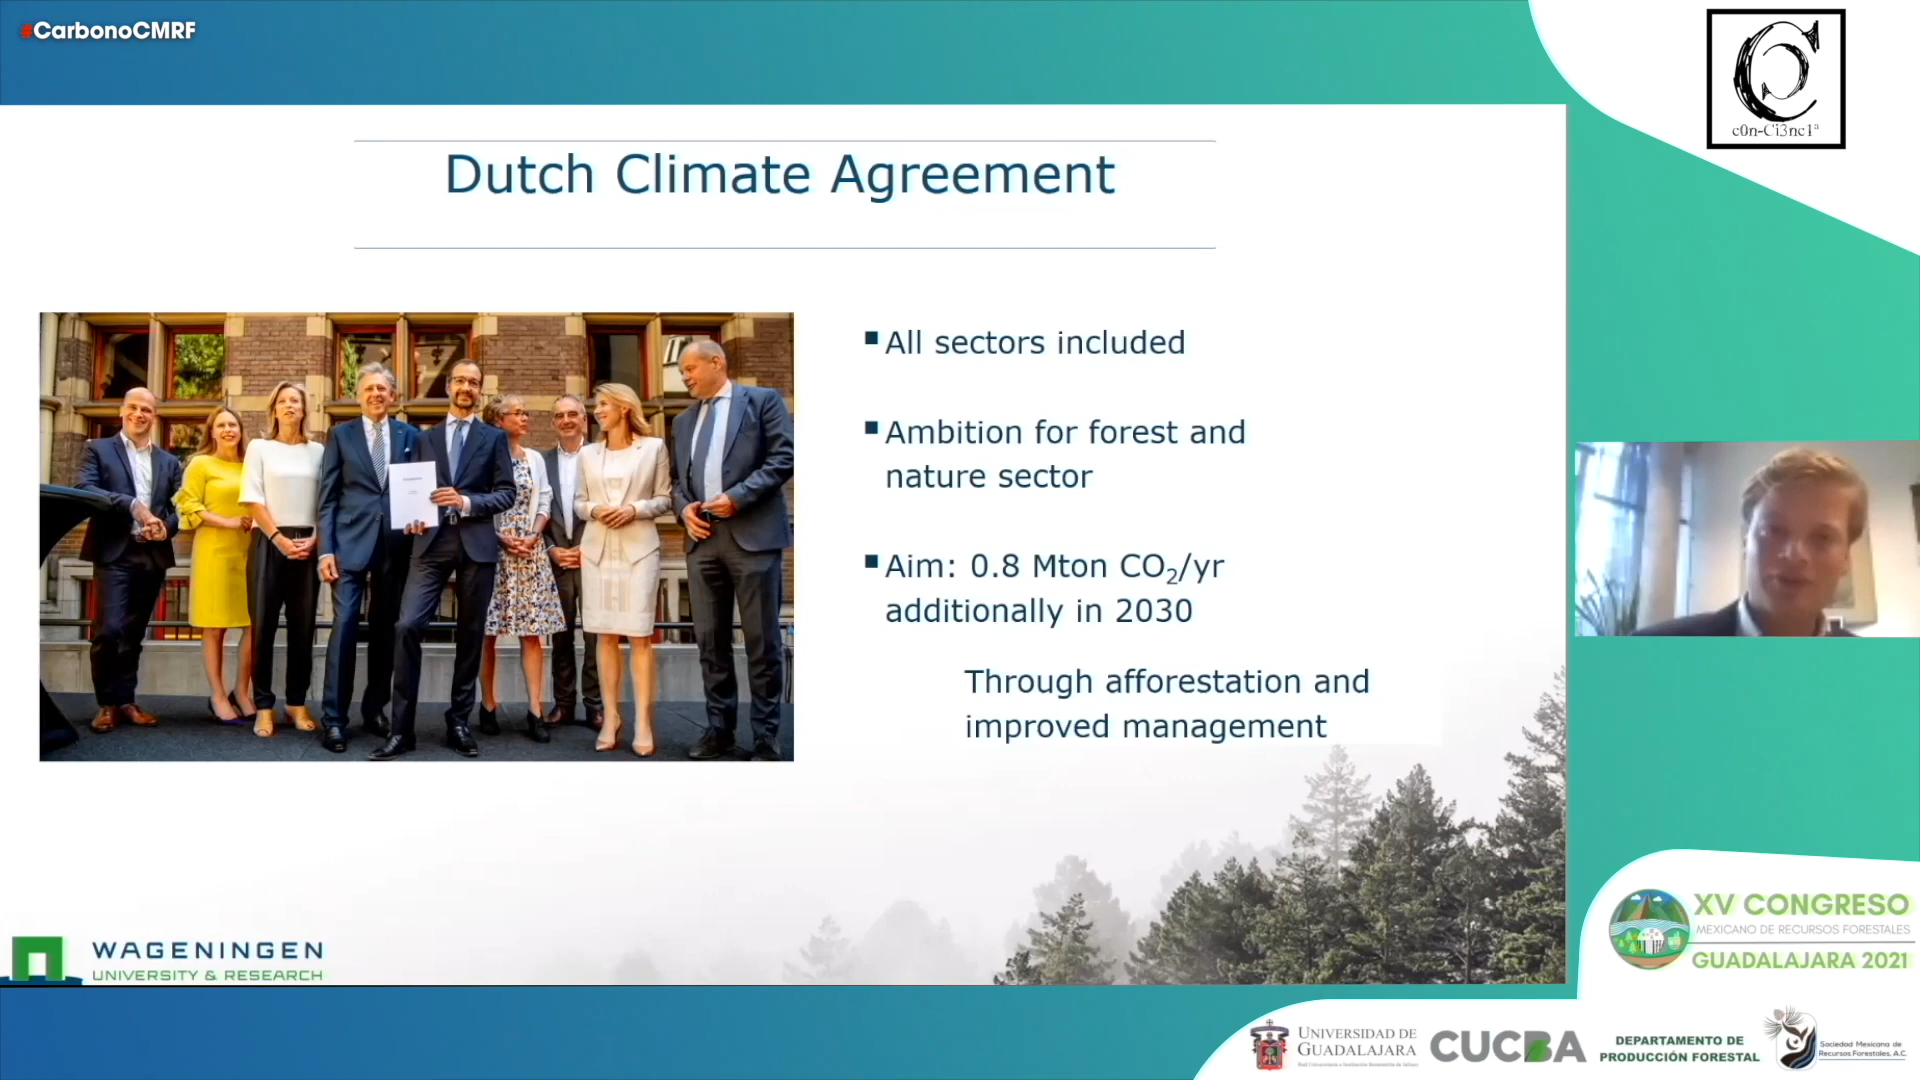 #CarbonoCMRF
c0n-Ci3nc1ª
Dutch Climate Agreement
▪All sectors included
▪Ambition for forest and
nature sector
▪Aim: 0.8 Mton CO₂/yr
additionally in 2030
Through afforestation and
improved management
WAGENINGEN
UNIVERSITY & RESEARCH
XV CONGRESO
MEXICANO DE RECURSOS FORESTALES
GUADALAJARA 2021
UNIVERSIDAD DE
GUADALAJARA
CUCBA
DEPARTAMENTO DE
PRODUCCIÓN FORESTAL
Sociedad Mexicana de
Recursos Forestales, A.C.